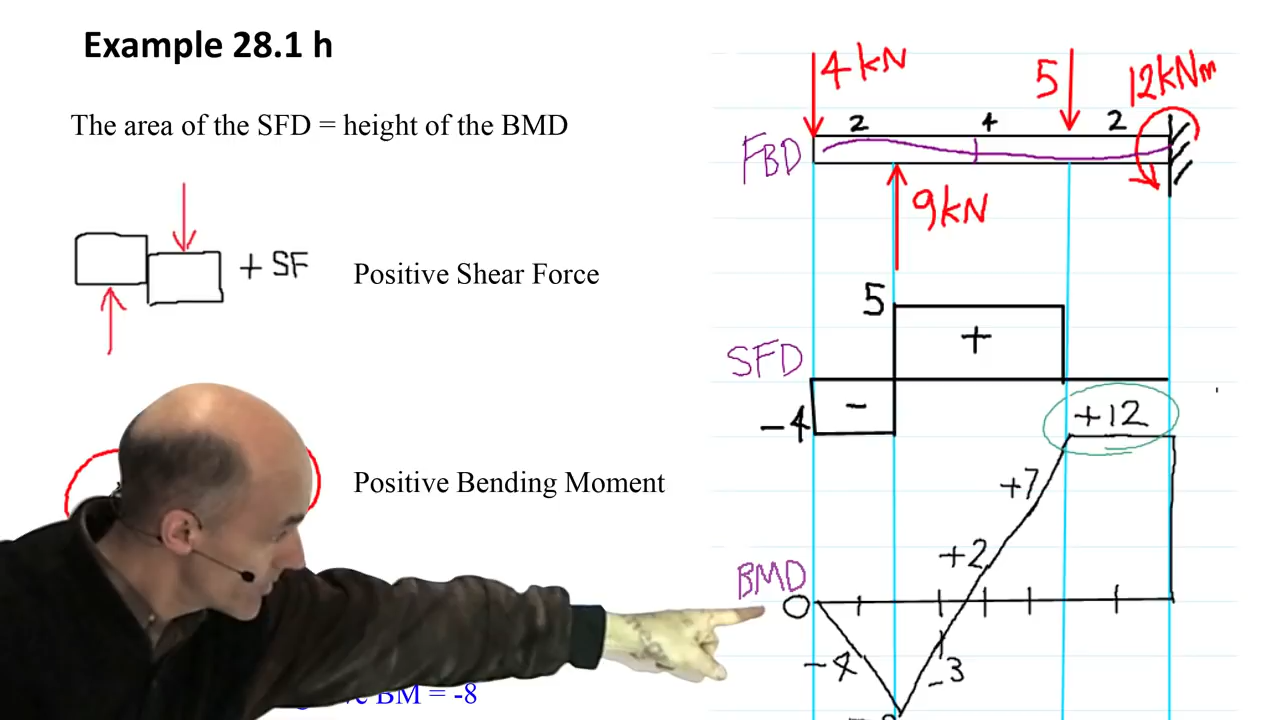 Example 28.1 h
The area of the SFD = height of the BMD
+ SF
Positive Shear Force
Positive Bending Moment
BM = -8
4 kN
5
12kNm
2
4
2
FBD
9kN
5
+
SFD
-4
-
+12
+7
+2
BMD
0
-4
-3